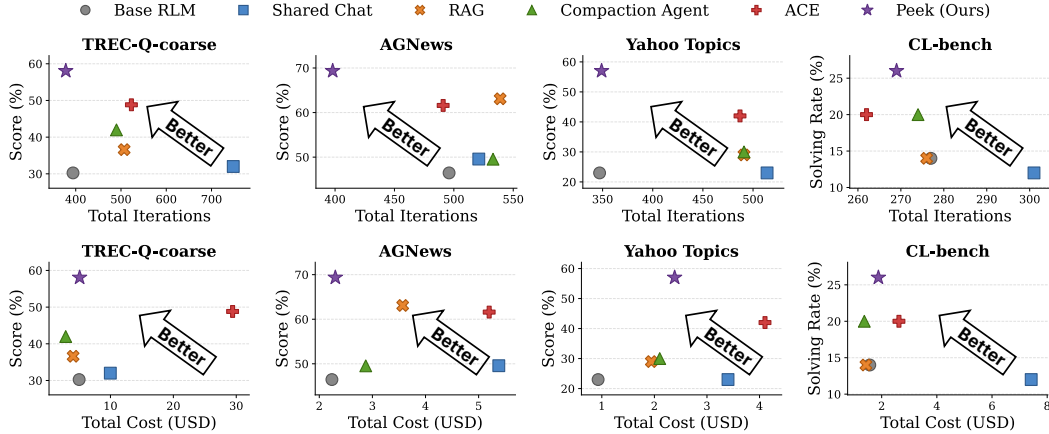 Base RLM Shared Chat RAG Compaction Agent ACE Peek (Ours)
TREC-Q-coarse AGNews Yahoo Topics CL-bench
Score (%)
60
50
40
30
Better
400 500 600 700
Total Iterations
Score (%)
70
60
50
Better
400 450 500 550
Total Iterations
Score (%)
60
50
40
30
20
Better
350 400 450 500
Total Iterations
Solving Rate (%)
25
20
15
10
Better
260 270 280 290 300
Total Iterations
TREC-Q-coarse AGNews Yahoo Topics CL-bench
Score (%)
60
50
40
30
Better
10 20 30
Total Cost (USD)
Score (%)
70
60
50
Better
2 3 4 5
Total Cost (USD)
Score (%)
60
50
40
30
20
Better
1 2 3 4
Total Cost (USD)
Solving Rate (%)
25
20
15
10
Better
2 4 6 8
Total Cost (USD)